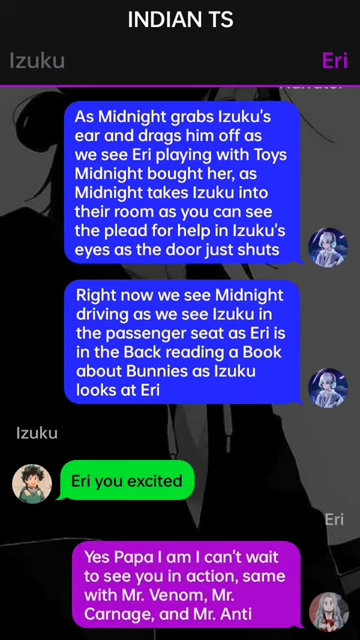 INDIAN TS
Izuku
Eri
Narrator
As Midnight grabs Izuku's
ear and drags him off as
we see Eri playing with Toys
Midnight bought her, as
Midnight takes Izuku into
their room as you can see
the plead for help in Izuku's
eyes as the door just shuts
Right now we see Midnight
driving as we see Izuku in
the passenger seat as Eri is
in the Back reading a Book
about Bunnies as Izuku
looks at Eri
Izuku
Eri you excited
Eri
Yes Papa I am I can't wait
to see you in action, same
with Mr. Venom, Mr.
Carnage, and Mr. Anti